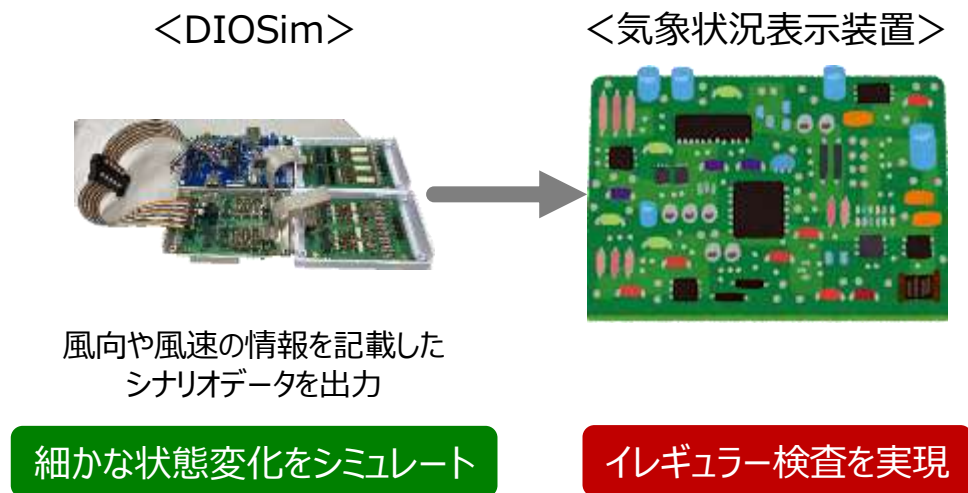 ＜DIOSim＞
＜気象状況表示装置＞
風向や風速の情報を記載した
シナリオデータを出力
細かな状態変化をシミュレート
イレギュラー検査を実現